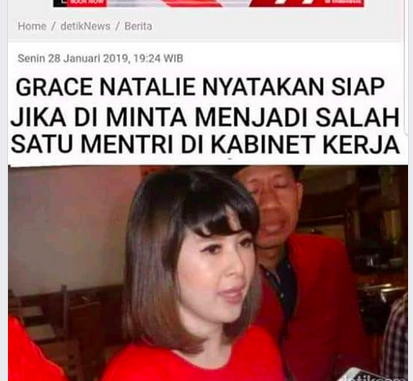 BOOK NOW
Home / detikNews / Berita
Senin 28 Januari 2019, 19:24 WIB
GRACE NATALIE NYATAKAN SIAP
JIKA DI MINTA MENJADI SALAH
SATU MENTRI DI KABINET KERJA